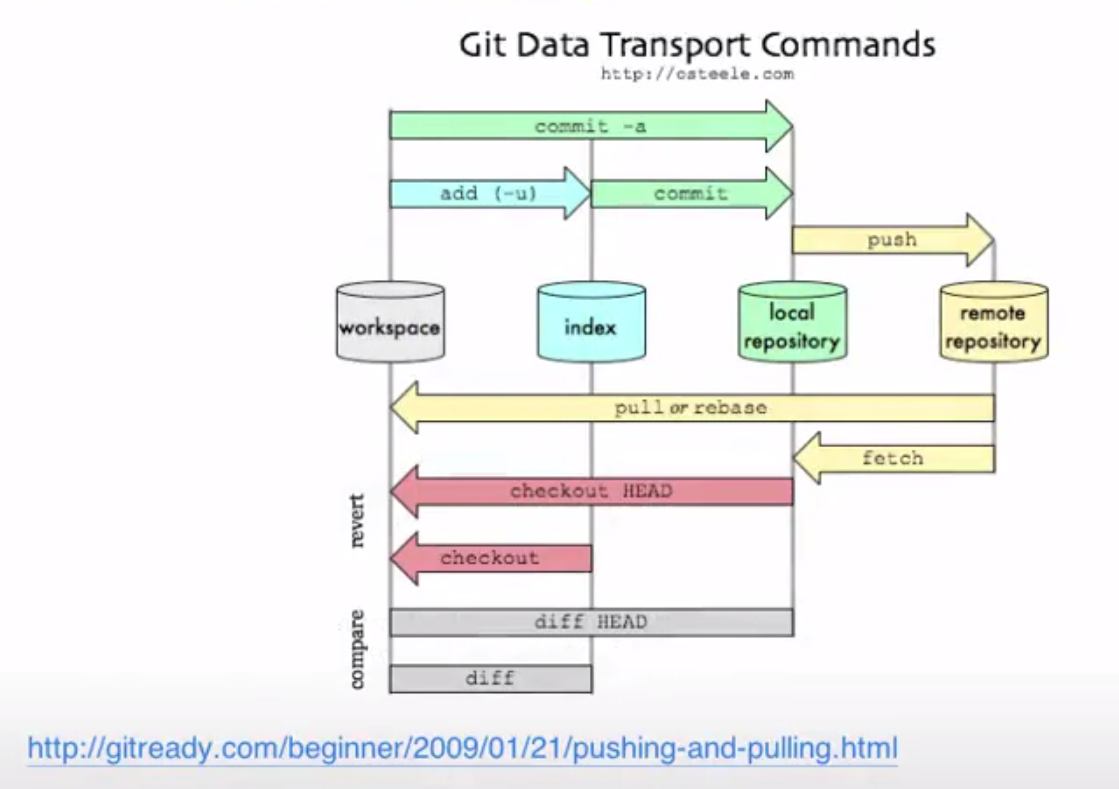 Git Data Transport Commands
http://osteele.com
commit -a
add (-u)
commit
push
workspace
index
local
repository
remote
repository
pull or rebase
fetch
revert
checkout HEAD
checkout
compare
diff HEAD
diff
http://gitready.com/beginner/2009/01/21/pushing-and-pulling.html